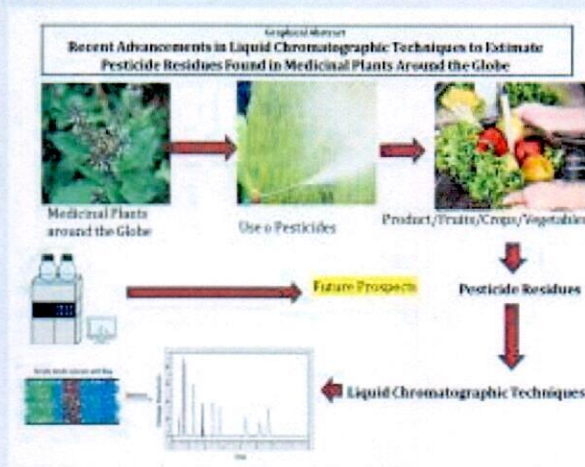 Graphical Abstract
Recent Advancements in Liquid Chromatographic Techniques to Extimate
Pesticide Residues Found in Medicinal Plants Around the Globe
Medicinal Plants
around the Globe
Use o Pesticides
Product/Fruits/Crops/Vegetables
Future Prospects
Pesticide Residues
Liquid Chromatographic Techniques